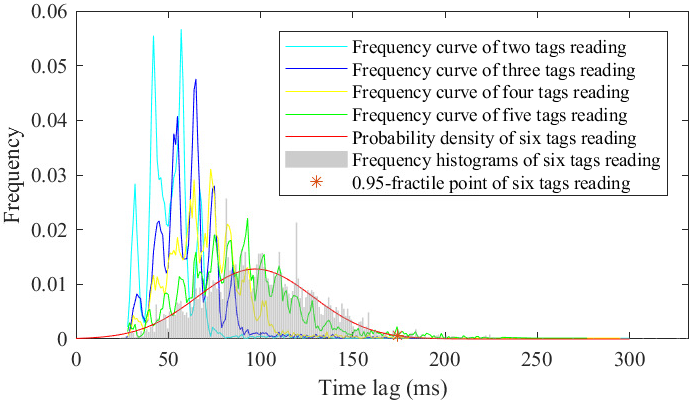 0.06
0.05
0.04
0.03
0.02
0.01
0
Frequency
Frequency curve of two tags reading
Frequency curve of three tags reading
Frequency curve of four tags reading
Frequency curve of five tags reading
Probability density of six tags reading
Frequency histograms of six tags reading
0.95-fractile point of six tags reading
0 50 100 150 200 250 300
Time lag (ms)